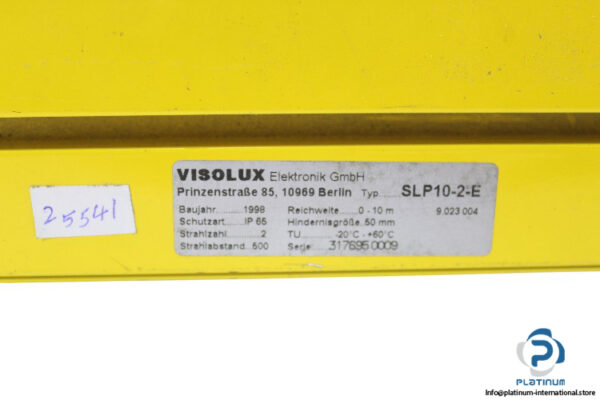 VISOLUX Elektronik GmbH
Prinzenstraße 85, 10969 Berlin Typ...... SLP10-2-E
Baujahr........1998 Reichweite......0 - 10 m 9.023 004
Schutzart......IP 65 Hindernisgröße..50 mm
Strahlzahl..........2 TU.........-20°C - +60°C
Strahlabstand..500 Serie: 317695 0009
25541
PLATINUM
Info@platinum-international.store